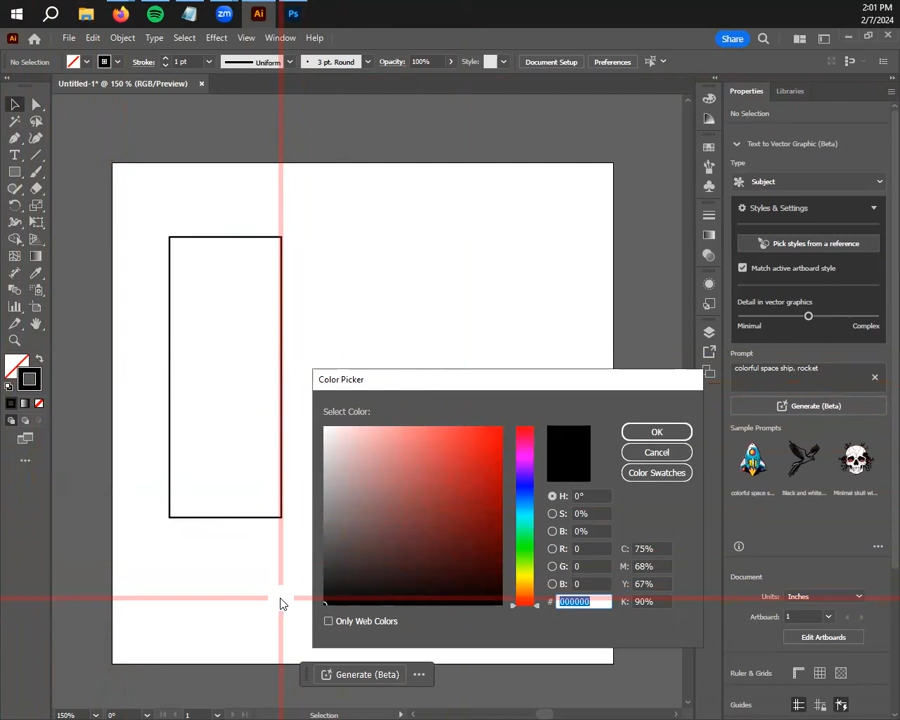 Ai Ps
zm
2:01 PM
2/7/2024
Ai File Edit Object Type Select Effect View Window Help Share
No Selection Stroke: 1 pt Uniform 3 pt. Round Opacity: 100% Style: Document Setup Preferences
Untitled-1* @ 150 % (RGB/Preview) ×
Properties Libraries
No Selection
Text to Vector Graphic (Beta)
Type
Subject
Styles & Settings
Pick styles from a reference
Match active artboard style
Detail in vector graphics
Minimal Complex
Prompt
colorful space ship, rocket
Generate (Beta)
Sample Prompts
colorful space s... Black and white... Minimal skull wi...
Color Picker
Select Color:
OK
Cancel
Color Swatches
H: 0°
S: 0%
B: 0%
R: 0 C: 75%
G: 0 M: 68%
B: 0 Y: 67%
# 000000 K: 90%
Only Web Colors
Document
Units: Inches
Artboard: 1
Edit Artboards
Ruler & Grids
Guides
Generate (Beta)
150% 0° 1 Selection